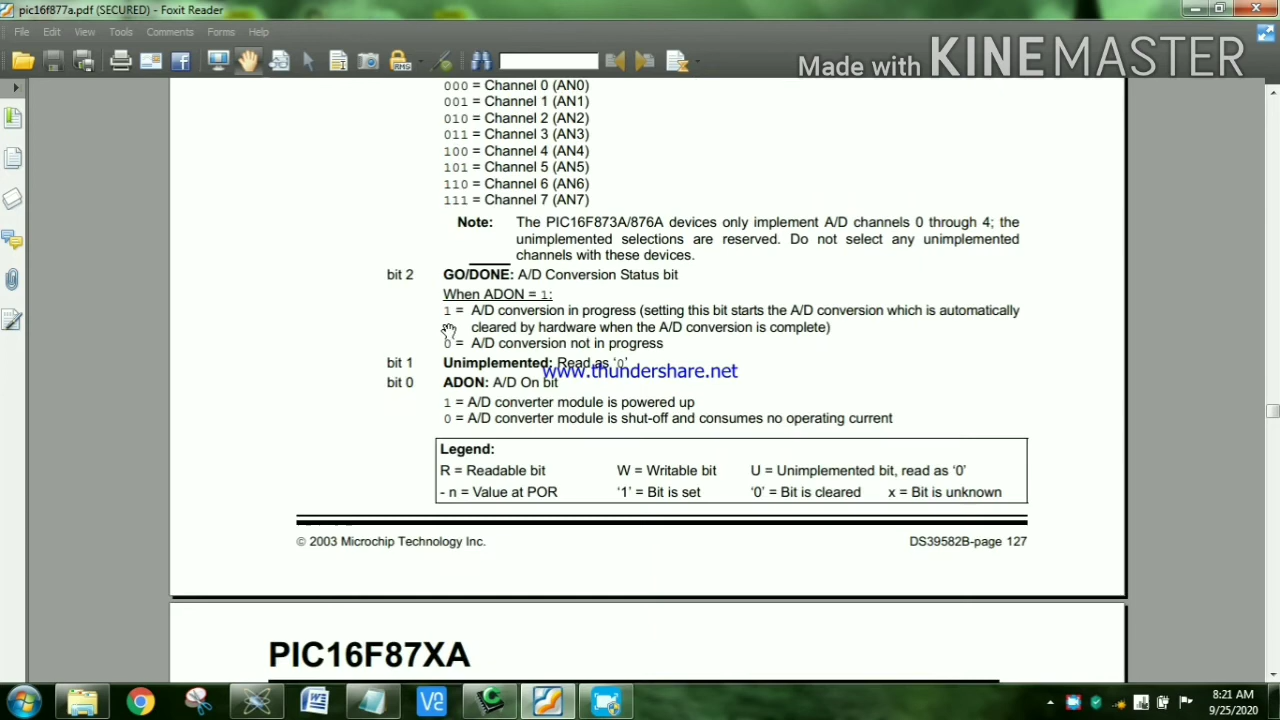 pic16f877a.pdf (SECURED) - Foxit Reader
File Edit View Tools Comments Forms Help
Made with KINEMASTER
000 = Channel 0 (AN0)
001 = Channel 1 (AN1)
010 = Channel 2 (AN2)
011 = Channel 3 (AN3)
100 = Channel 4 (AN4)
101 = Channel 5 (AN5)
110 = Channel 6 (AN6)
111 = Channel 7 (AN7)
Note: The PIC16F873A/876A devices only implement A/D channels 0 through 4; the
unimplemented selections are reserved. Do not select any unimplemented
channels with these devices.
bit 2 GO/DONE: A/D Conversion Status bit
When ADON = 1:
1 = A/D conversion in progress (setting this bit starts the A/D conversion which is automatically
cleared by hardware when the A/D conversion is complete)
0 = A/D conversion not in progress
bit 1 Unimplemented: Read as ‘0’
www.thundershare.net
bit 0 ADON: A/D On bit
1 = A/D converter module is powered up
0 = A/D converter module is shut-off and consumes no operating current
Legend:
R = Readable bit W = Writable bit U = Unimplemented bit, read as ‘0’
- n = Value at POR ‘1’ = Bit is set ‘0’ = Bit is cleared x = Bit is unknown
© 2003 Microchip Technology Inc. DS39582B-page 127
PIC16F87XA
8:21 AM
9/25/2020